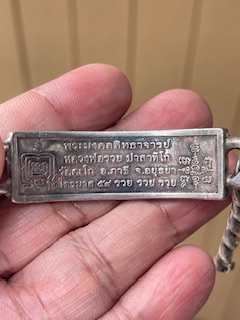 พระมงคลสิทธาจารย์
หลวงพ่อรวย ปาสาทิโก
วัดตะโก อ.ภาชี จ.อยุธยา
ไตรมาส ๕๙ รวย รวย รวย